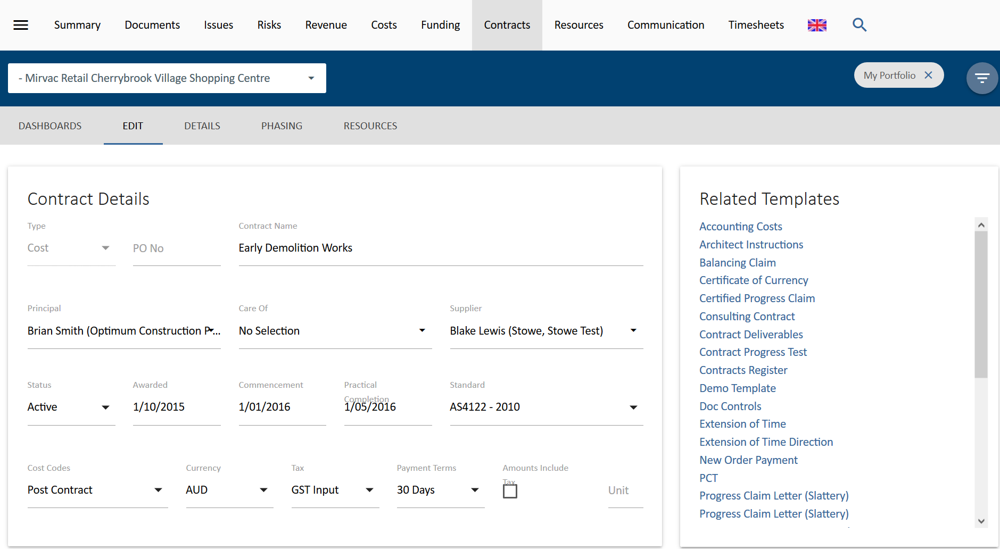 Summary Documents Issues Risks Revenue Costs Funding Contracts Resources Communication Timesheets
- Mirvac Retail Cherrybrook Village Shopping Centre
My Portfolio
DASHBOARDS EDIT DETAILS PHASING RESOURCES
Contract Details
Type
Contract Name
Cost
PO No
Early Demolition Works
Principal
Care Of
Supplier
Brian Smith (Optimum Construction P...
No Selection
Blake Lewis (Stowe, Stowe Test)
Status
Awarded
Commencement
Practical Completion
Standard
Active
1/10/2015
1/01/2016
1/05/2016
AS4122 - 2010
Cost Codes
Currency
Tax
Payment Terms
Amounts Include Tax
Post Contract
AUD
GST Input
30 Days
Unit
Related Templates
Accounting Costs
Architect Instructions
Balancing Claim
Certificate of Currency
Certified Progress Claim
Consulting Contract
Contract Deliverables
Contract Progress Test
Contracts Register
Demo Template
Doc Controls
Extension of Time
Extension of Time Direction
New Order Payment
PCT
Progress Claim Letter (Slattery)
Progress Claim Letter (Slattery)